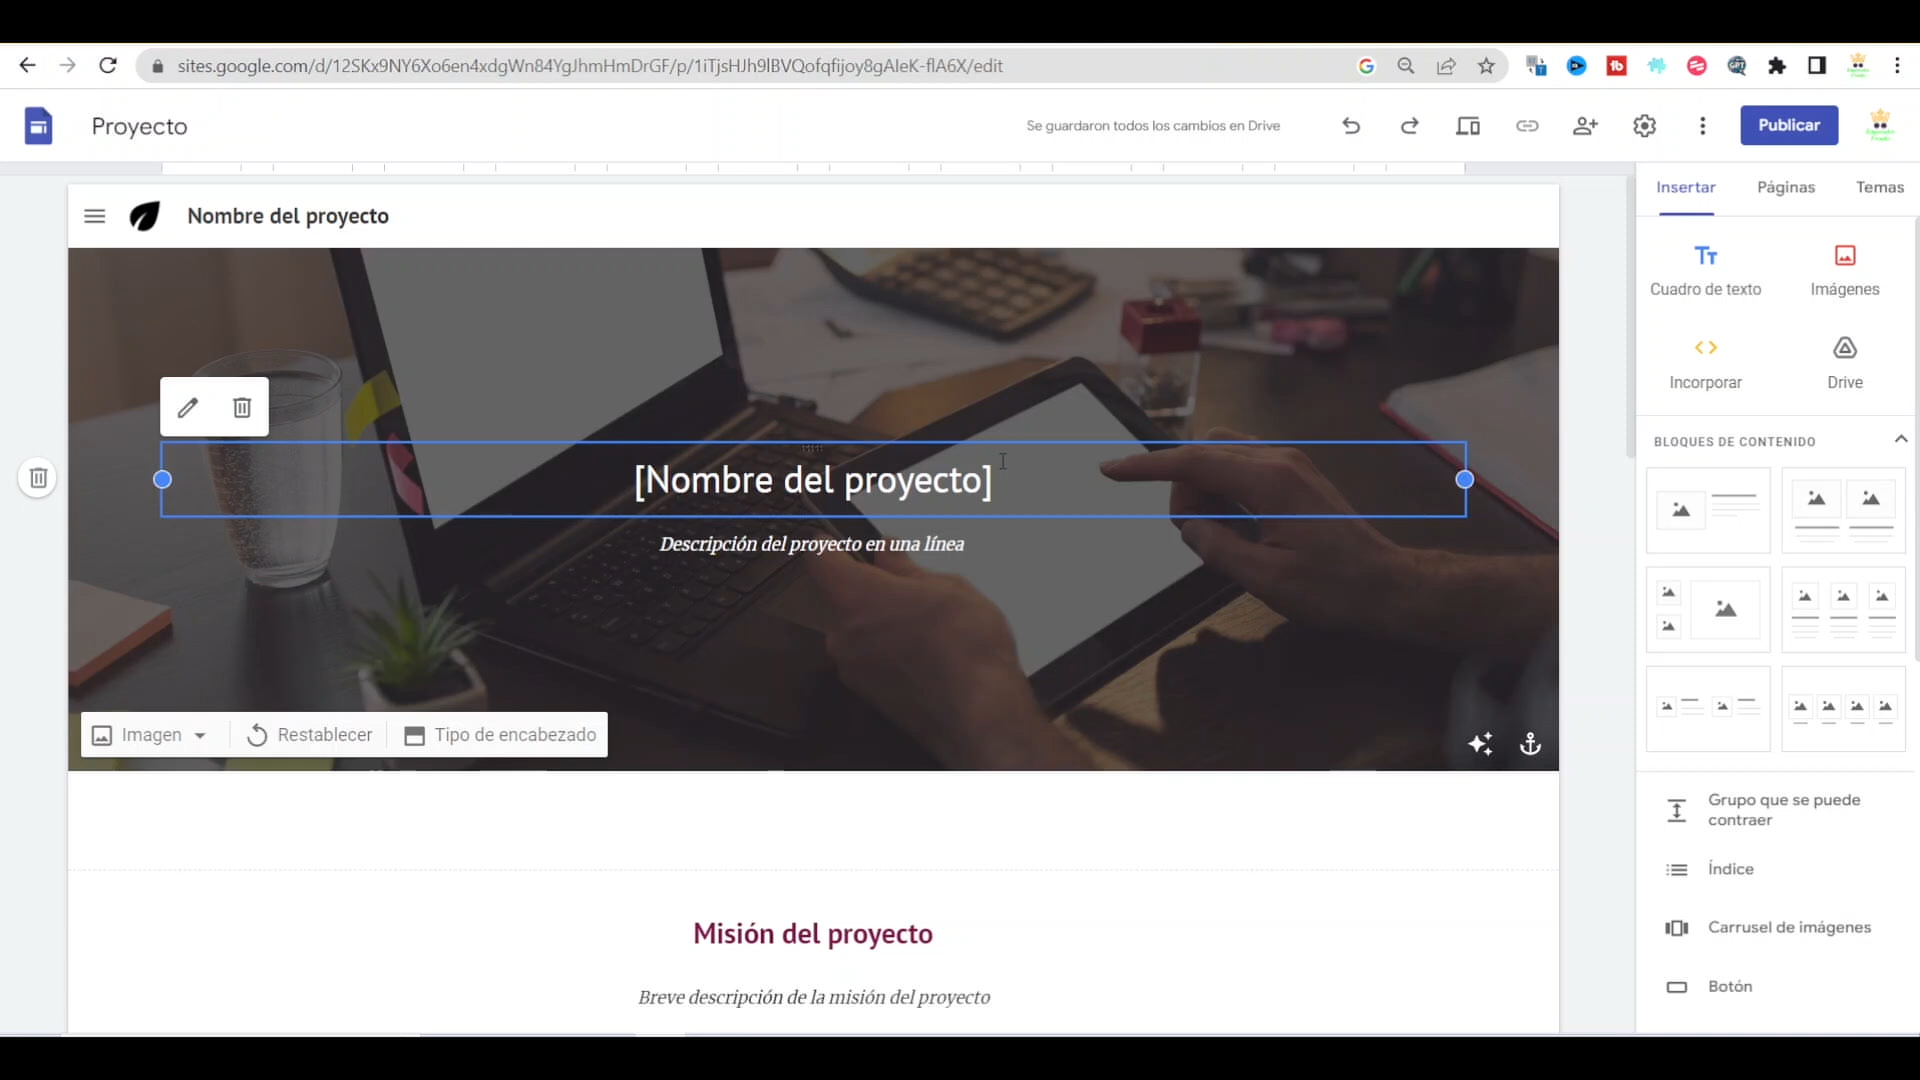 sites.google.com/d/12SKx9NY6Xo6en4xdgWn84YgJhmHmDrGF/p/1iTjsHJh9lBVQofqfijoy8gAIeK-flA6X/edit
Proyecto
Se guardaron todos los cambios en Drive
Publicar
Nombre del proyecto
Insertar
Páginas
Temas
Cuadro de texto
Imágenes
Incorporar
Drive
BLOQUES DE CONTENIDO
[Nombre del proyecto]
Descripción del proyecto en una línea
Imagen
Restablecer
Tipo de encabezado
Grupo que se puede
contraer
Índice
Carrusel de imágenes
Botón
Misión del proyecto
Breve descripción de la misión del proyecto